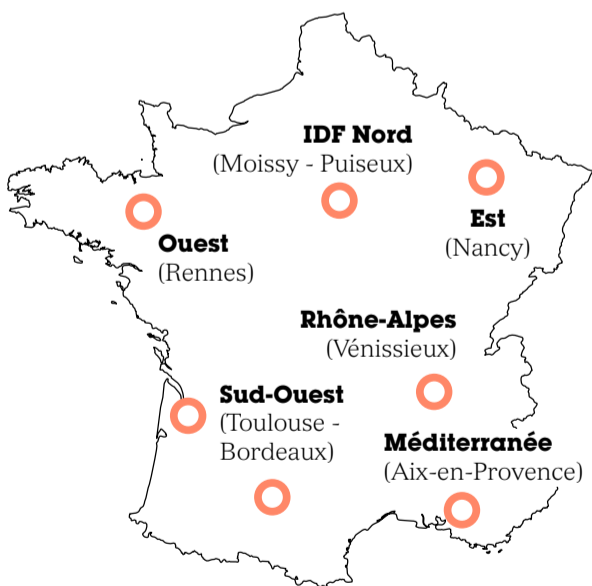 IDF Nord
(Moissy - Puiseux)
Est
(Nancy)
Ouest
(Rennes)
Rhône-Alpes
(Vénissieux)
Sud-Ouest
(Toulouse -
Bordeaux)
Méditerranée
(Aix-en-Provence)